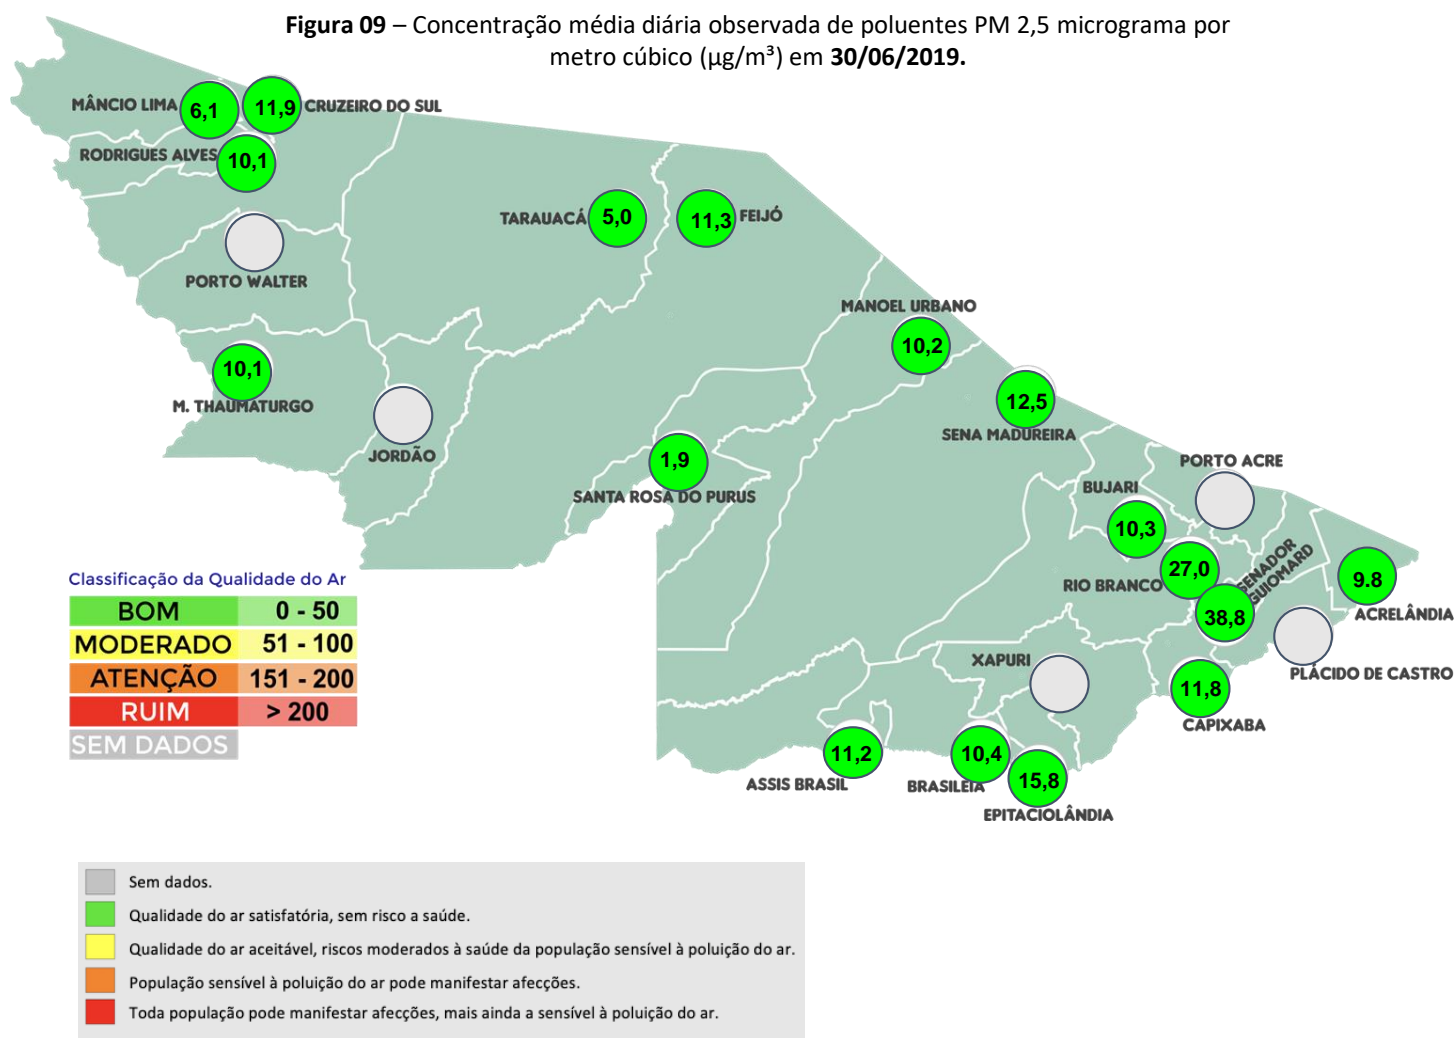 Figura 09 – Concentração média diária observada de poluentes PM 2,5 micrograma por
metro cúbico (µg/m³) em 30/06/2019.
MÂNCIO LIMA
6,1
11,9
CRUZEIRO DO SUL
RODRIGUES ALVES
10,1
TARAUACÁ
5,0
11,3
FEIJÓ
PORTO WALTER
MANOEL URBANO
10,2
10,1
M. THAUMATURGO
12,5
SENA MADUREIRA
JORDÃO
1,9
SANTA ROSA DO PURUS
PORTO ACRE
BUJARI
10,3
27,0
RIO BRANCO
SENADOR
GUIOMARD
38,8
9.8
ACRELÂNDIA
PLÁCIDO DE CASTRO
XAPURI
11,8
CAPIXABA
11,2
ASSIS BRASIL
10,4
BRASILEIA
15,8
EPITACIOLÂNDIA
Classificação da Qualidade do Ar
BOM 0 - 50
MODERADO 51 - 100
ATENÇÃO 151 - 200
RUIM > 200
SEM DADOS
Sem dados.
Qualidade do ar satisfatória, sem risco a saúde.
Qualidade do ar aceitável, riscos moderados à saúde da população sensível à poluição do ar.
População sensível à poluição do ar pode manifestar afecções.
Toda população pode manifestar afecções, mais ainda a sensível à poluição do ar.